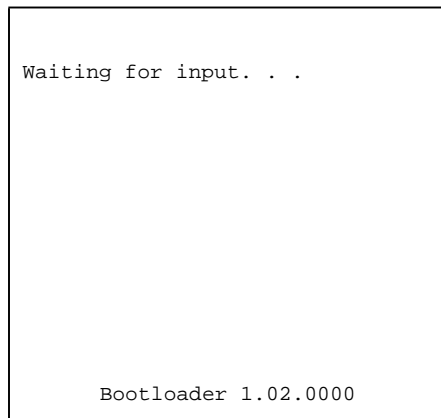 Waiting for input. . .
Bootloader 1.02.0000